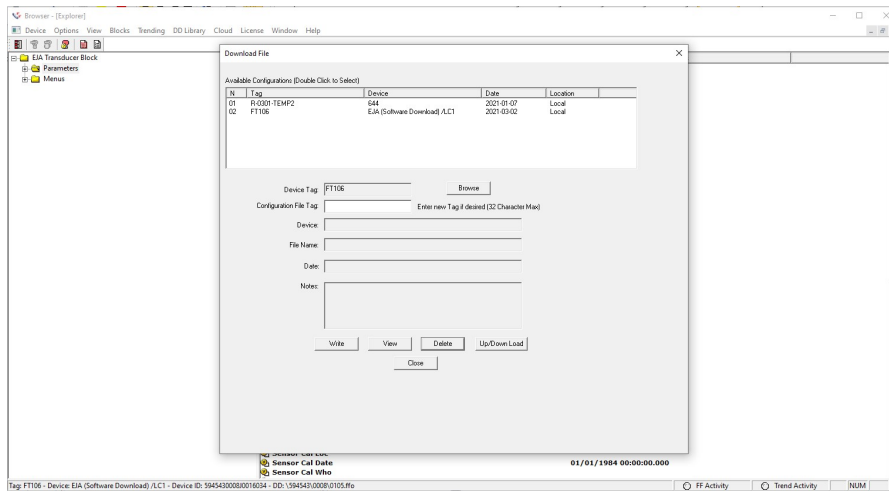 Browser - [Explorer]
Device Options View Blocks Trending DD Library Cloud License Window Help
EJA Transducer Block
Parameters
Menus
Download File
Available Configurations (Double Click to Select)
N Tag Device Date Location
01 R-0301-TEMP2 644 2021-01-07 Local
02 FT106 EJA (Software Download) /LC1 2021-03-02 Local
Device Tag: FT106 Browse
Configuration File Tag: Enter new Tag if desired (32 Character Max)
Device:
File Name:
Date:
Notes:
Write View Delete Up/Down Load
Close
Sensor Cal Loc
Sensor Cal Date 01/01/1984 00:00:00.000
Sensor Cal Who
Tag: FT106 - Device: EJA (Software Download) /LC1 - Device ID: 5945430008J0016034 - DD: \594543\0008\0105.ffo FF Activity Trend Activity NUM